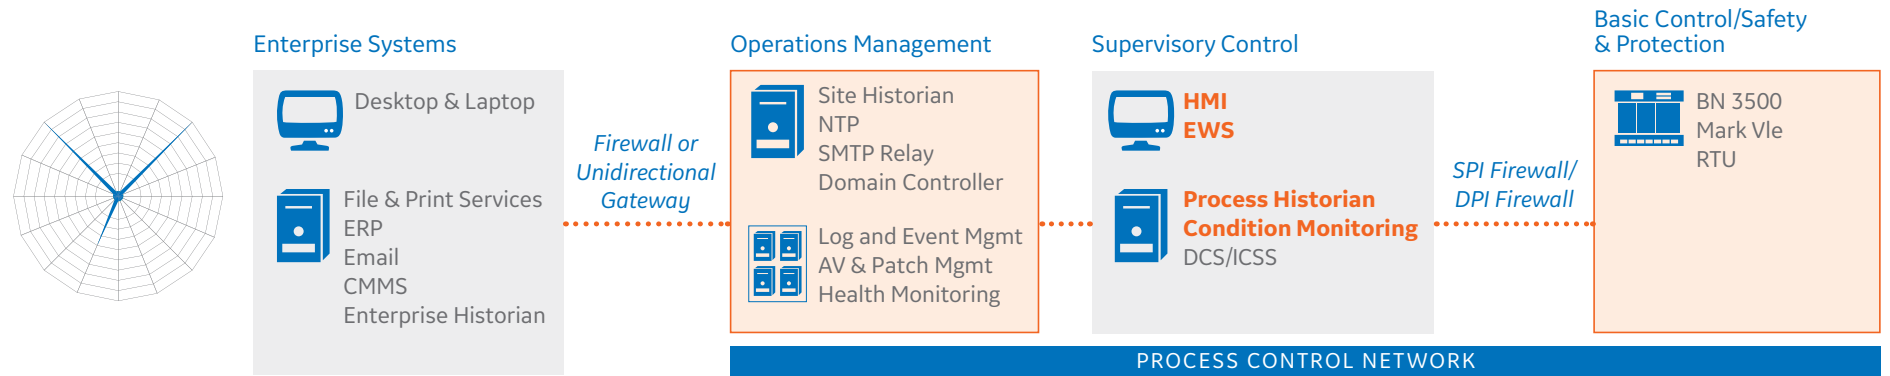 Enterprise Systems
Desktop & Laptop
File & Print Services
ERP
Email
CMMS
Enterprise Historian
Firewall or
Unidirectional
Gateway
Operations Management
Site Historian
NTP
SMTP Relay
Domain Controller
Log and Event Mgmt
AV & Patch Mgmt
Health Monitoring
Supervisory Control
HMI
EWS
Process Historian
Condition Monitoring
DCS/ICSS
SPI Firewall/
DPI Firewall
Basic Control/Safety
& Protection
BN 3500
Mark Vle
RTU
PROCESS CONTROL NETWORK